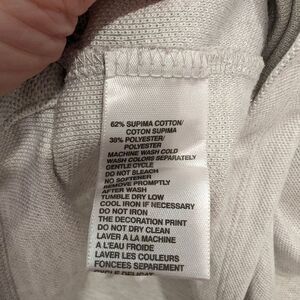 62% SUPIMA COTTON/
COTON SUPIMA
38% POLYESTER/
POLYESTER
MACHINE WASH COLD
WASH COLORS SEPARATELY
GENTLE CYCLE
DO NOT BLEACH
NO SOFTENER
REMOVE PROMPTLY
AFTER WASH
TUMBLE DRY LOW
COOL IRON IF NECESSARY
DO NOT IRON
THE DECORATION PRINT
DO NOT DRY CLEAN
LAVER A LA MACHINE
A L'EAU FROIDE
LAVER LES COULEURS
FONCEES SEPAREMENT
CYCLE DELICAT